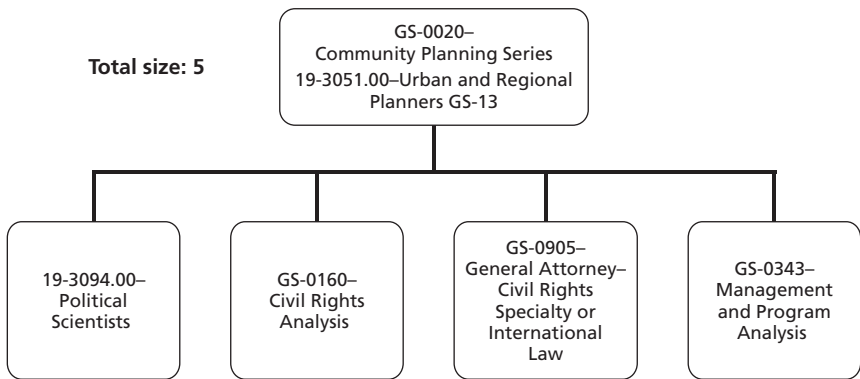 Total size: 5
GS-0020–
Community Planning Series
19-3051.00–Urban and Regional
Planners GS-13
19-3094.00–
Political
Scientists
GS-0160–
Civil Rights
Analysis
GS-0905–
General Attorney–
Civil Rights
Specialty or
International
Law
GS-0343–
Management
and Program
Analysis